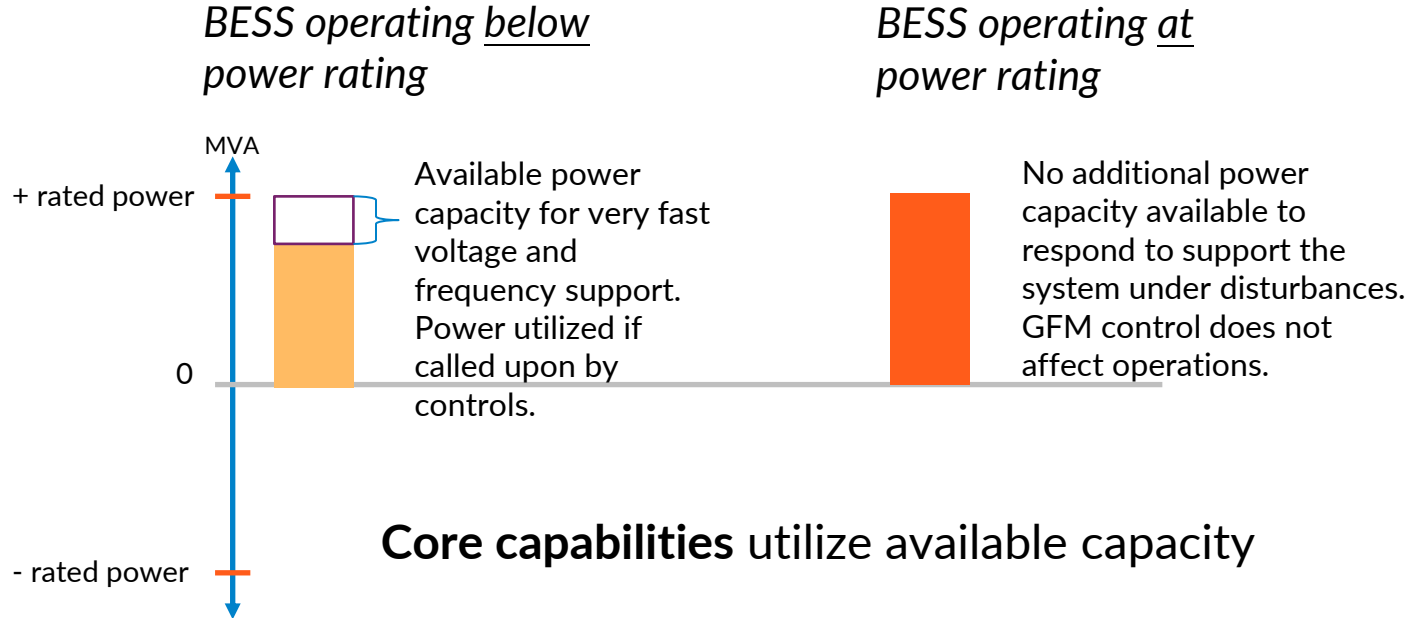 BESS operating below
power rating
BESS operating at
power rating
MVA
+ rated power
0
- rated power
Available power
capacity for very fast
voltage and
frequency support.
Power utilized if
called upon by
controls.
No additional power
capacity available to
respond to support the
system under disturbances.
GFM control does not
affect operations.
Core capabilities utilize available capacity